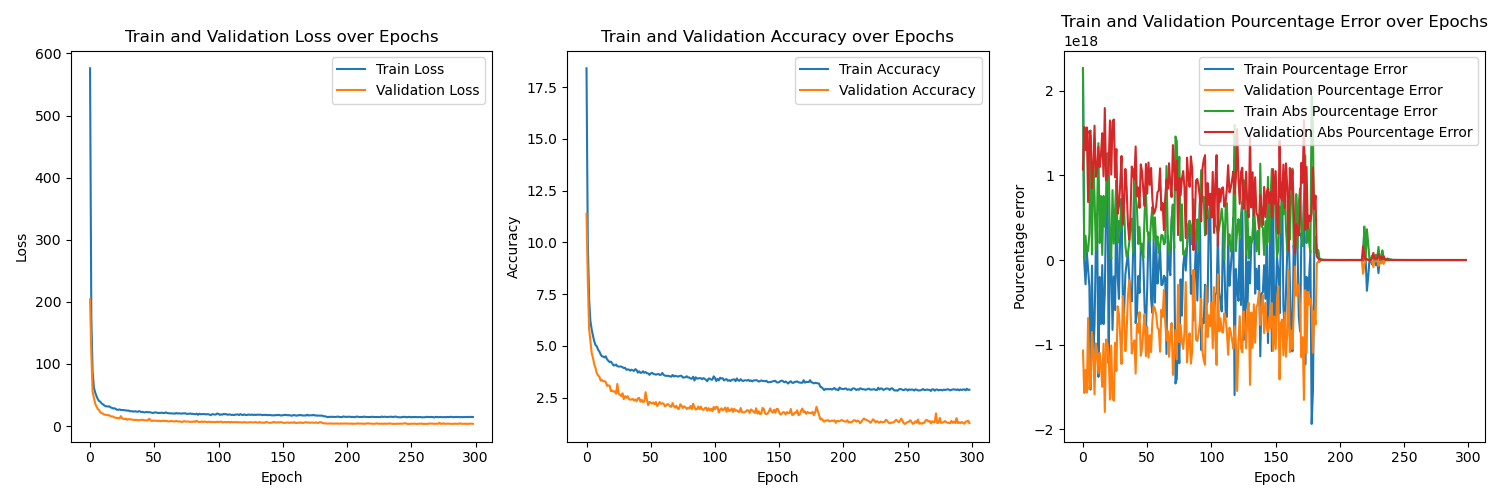 Train and Validation Loss over Epochs
600
500
400
300
200
100
0
Loss
0 50 100 150 200 250 300
Epoch
Train Loss
Validation Loss
Train and Validation Accuracy over Epochs
17.5
15.0
12.5
10.0
7.5
5.0
2.5
Accuracy
0 50 100 150 200 250 300
Epoch
Train Accuracy
Validation Accuracy
Train and Validation Pourcentage Error over Epochs
1e18
2
1
0
−1
−2
Pourcentage error
0 50 100 150 200 250 300
Epoch
Train Pourcentage Error
Validation Pourcentage Error
Train Abs Pourcentage Error
Validation Abs Pourcentage Error